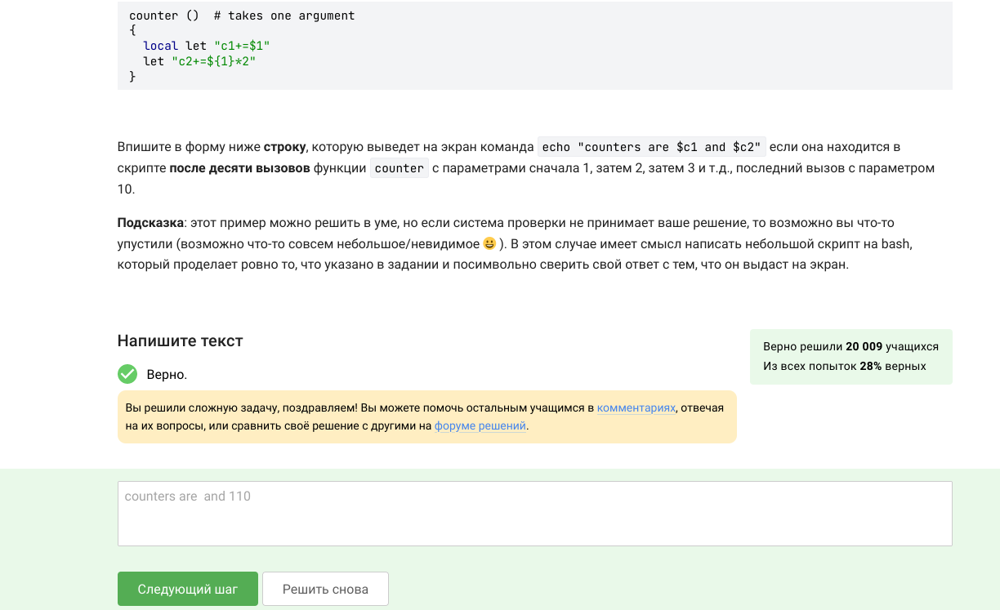 counter ()  # takes one argument
{
  local let "c1+=$1"
  let "c2+=${1}*2"
}
Впишите в форму ниже строку, которую выведет на экран команда echo "counters are $c1 and $c2" если она находится в
скрипте после десяти вызовов функции counter с параметрами сначала 1, затем 2, затем 3 и т.д., последний вызов с параметром
10.
Подсказка: этот пример можно решить в уме, но если система проверки не принимает ваше решение, то возможно вы что-то
упустили (возможно что-то совсем небольшое/невидимое 😀 ). В этом случае имеет смысл написать небольшой скрипт на bash,
который проделает ровно то, что указано в задании и посимвольно сверить свой ответ с тем, что он выдаст на экран.
Напишите текст
Верно решили 20 009 учащихся
Из всех попыток 28% верных
Верно.
Вы решили сложную задачу, поздравляем! Вы можете помочь остальным учащимся в комментариях, отвечая
на их вопросы, или сравнить своё решение с другими на форуме решений.
counters are  and 110
Следующий шаг
Решить снова